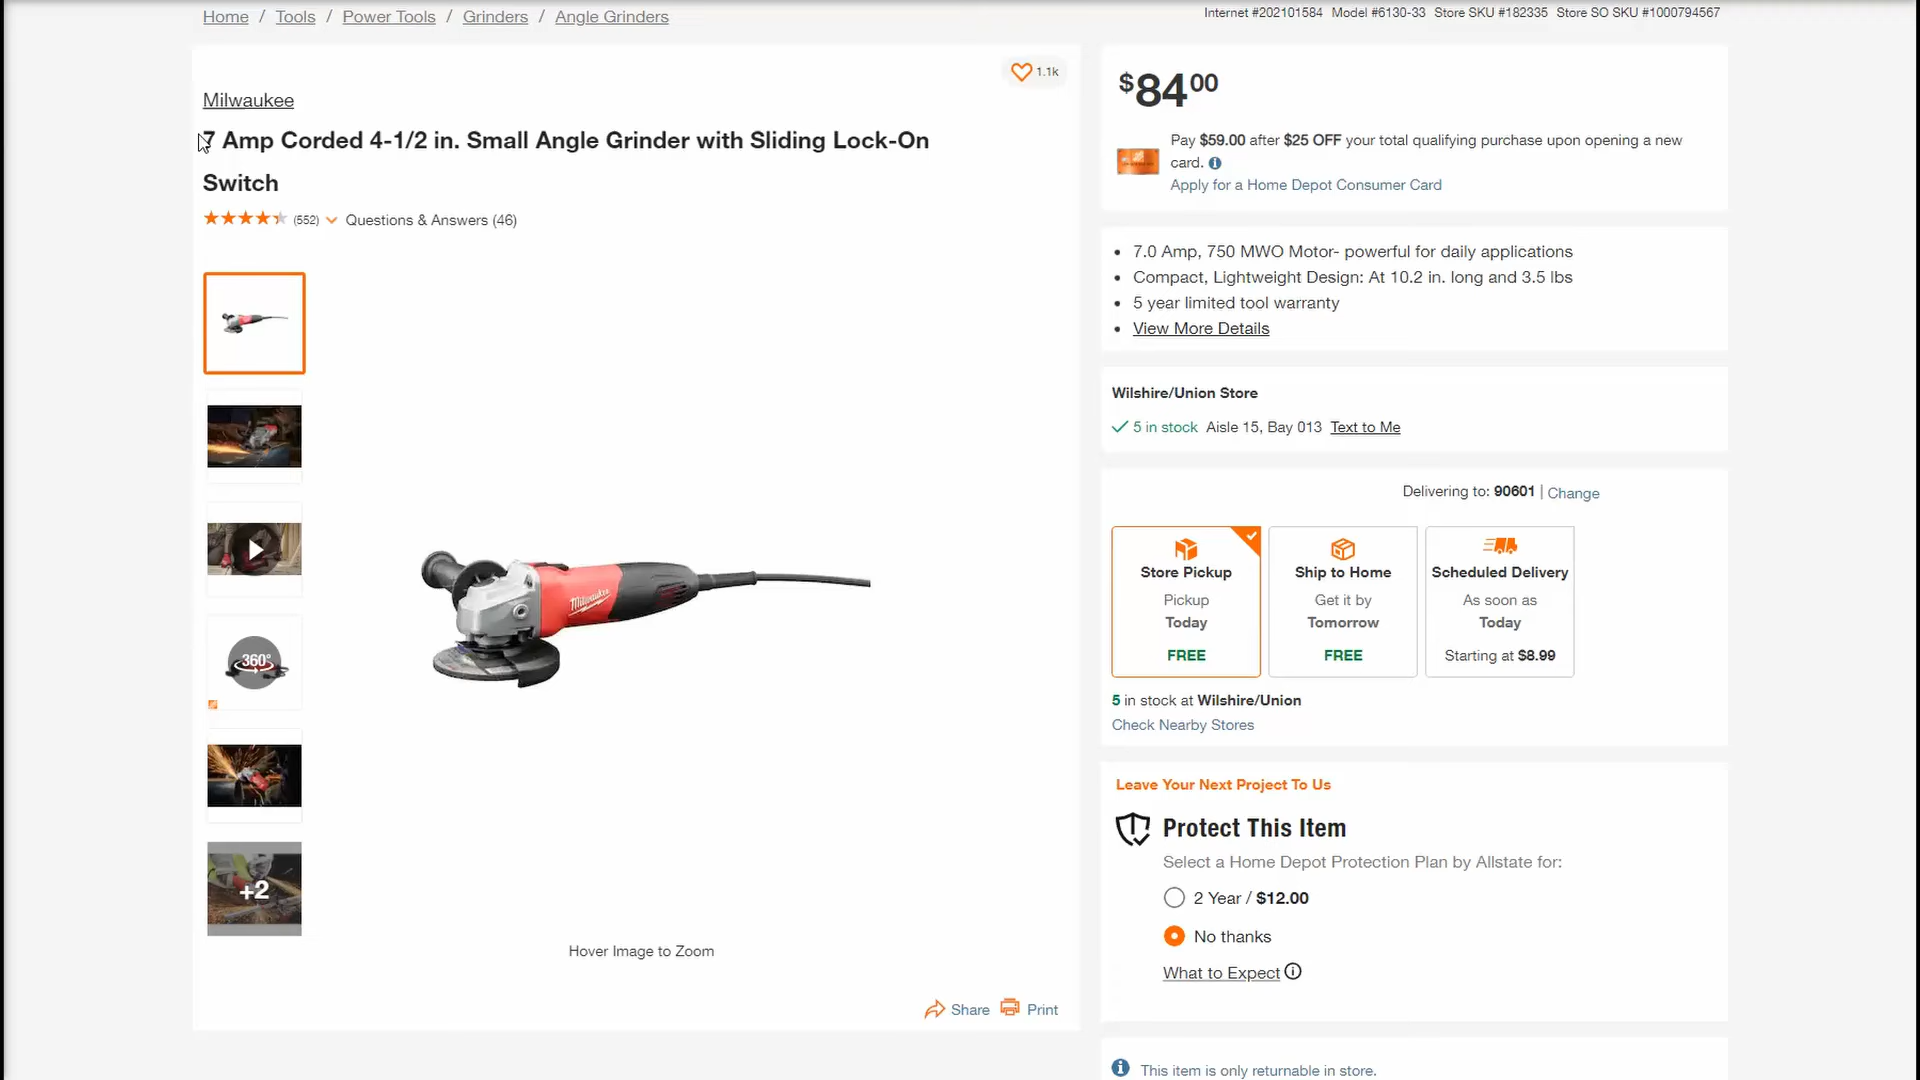 Home / Tools / Power Tools / Grinders / Angle Grinders
Internet #202101584 Model #6130-33 Store SKU #182335 Store SO SKU #1000794567
1.1k
Milwaukee
7 Amp Corded 4-1/2 in. Small Angle Grinder with Sliding Lock-On
Switch
(552) Questions & Answers (46)
360°
+2
Milwaukee
Hover Image to Zoom
Share Print
$84 00
Pay $59.00 after $25 OFF your total qualifying purchase upon opening a new
card.
Apply for a Home Depot Consumer Card
• 7.0 Amp, 750 MWO Motor- powerful for daily applications
• Compact, Lightweight Design: At 10.2 in. long and 3.5 lbs
• 5 year limited tool warranty
• View More Details
Wilshire/Union Store
5 in stock Aisle 15, Bay 013 Text to Me
Delivering to: 90601 | Change
Store Pickup
Pickup
Today
FREE
Ship to Home
Get it by
Tomorrow
FREE
Scheduled Delivery
As soon as
Today
Starting at $8.99
5 in stock at Wilshire/Union
Check Nearby Stores
Leave Your Next Project To Us
Protect This Item
Select a Home Depot Protection Plan by Allstate for:
2 Year / $12.00
No thanks
What to Expect
This item is only returnable in store.